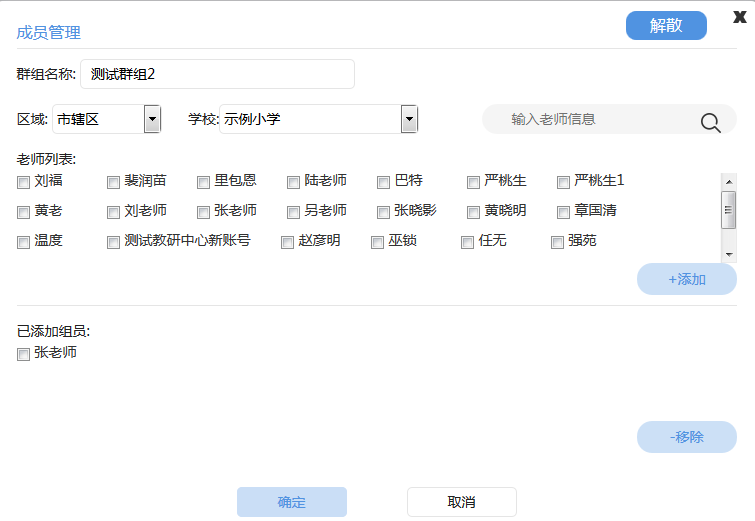 成员管理 解散 X
群组名称: 测试群组2
区域: 市辖区 学校: 示例小学 输入老师信息
老师列表:
刘福 裴润苗 里包恩 陆老师 巴特 严桃生 严桃生1
黄老 刘老师 张老师 另老师 张晓影 黄晓明 章国清
温度 测试教研中心新账号 赵彦明 巫锁 任无 强苑
+添加
已添加组员:
张老师
-移除
确定 取消